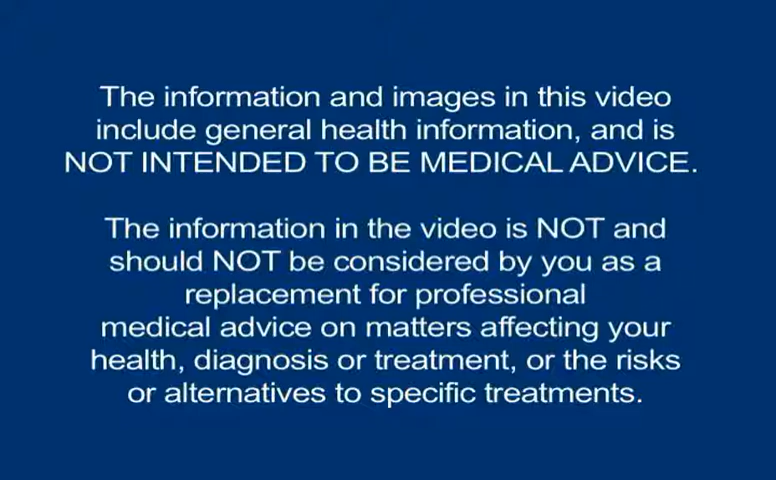 The information and images in this video
include general health information, and is
NOT INTENDED TO BE MEDICAL ADVICE.
The information in the video is NOT and
should NOT be considered by you as a
replacement for professional
medical advice on matters affecting your
health, diagnosis or treatment, or the risks
or alternatives to specific treatments.